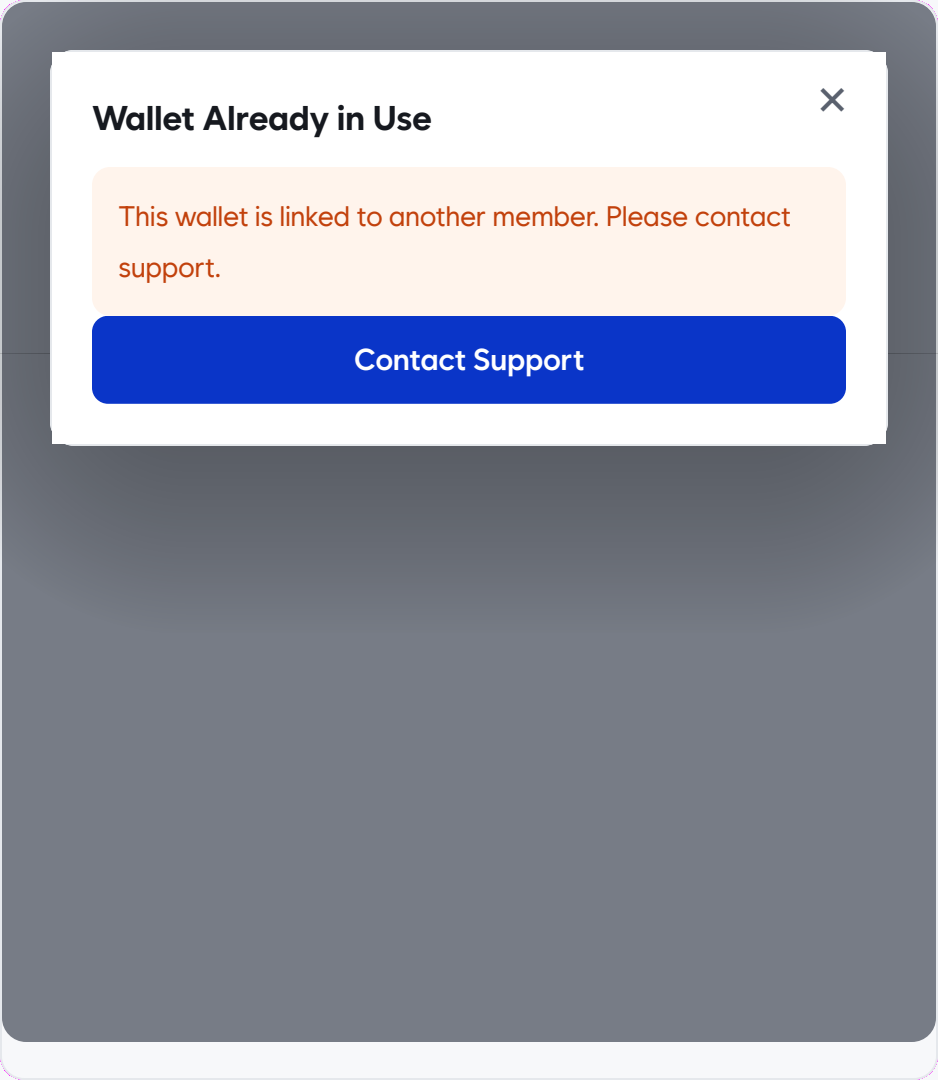 Wallet Already in Use
This wallet is linked to another member. Please contact
support.
Contact Support